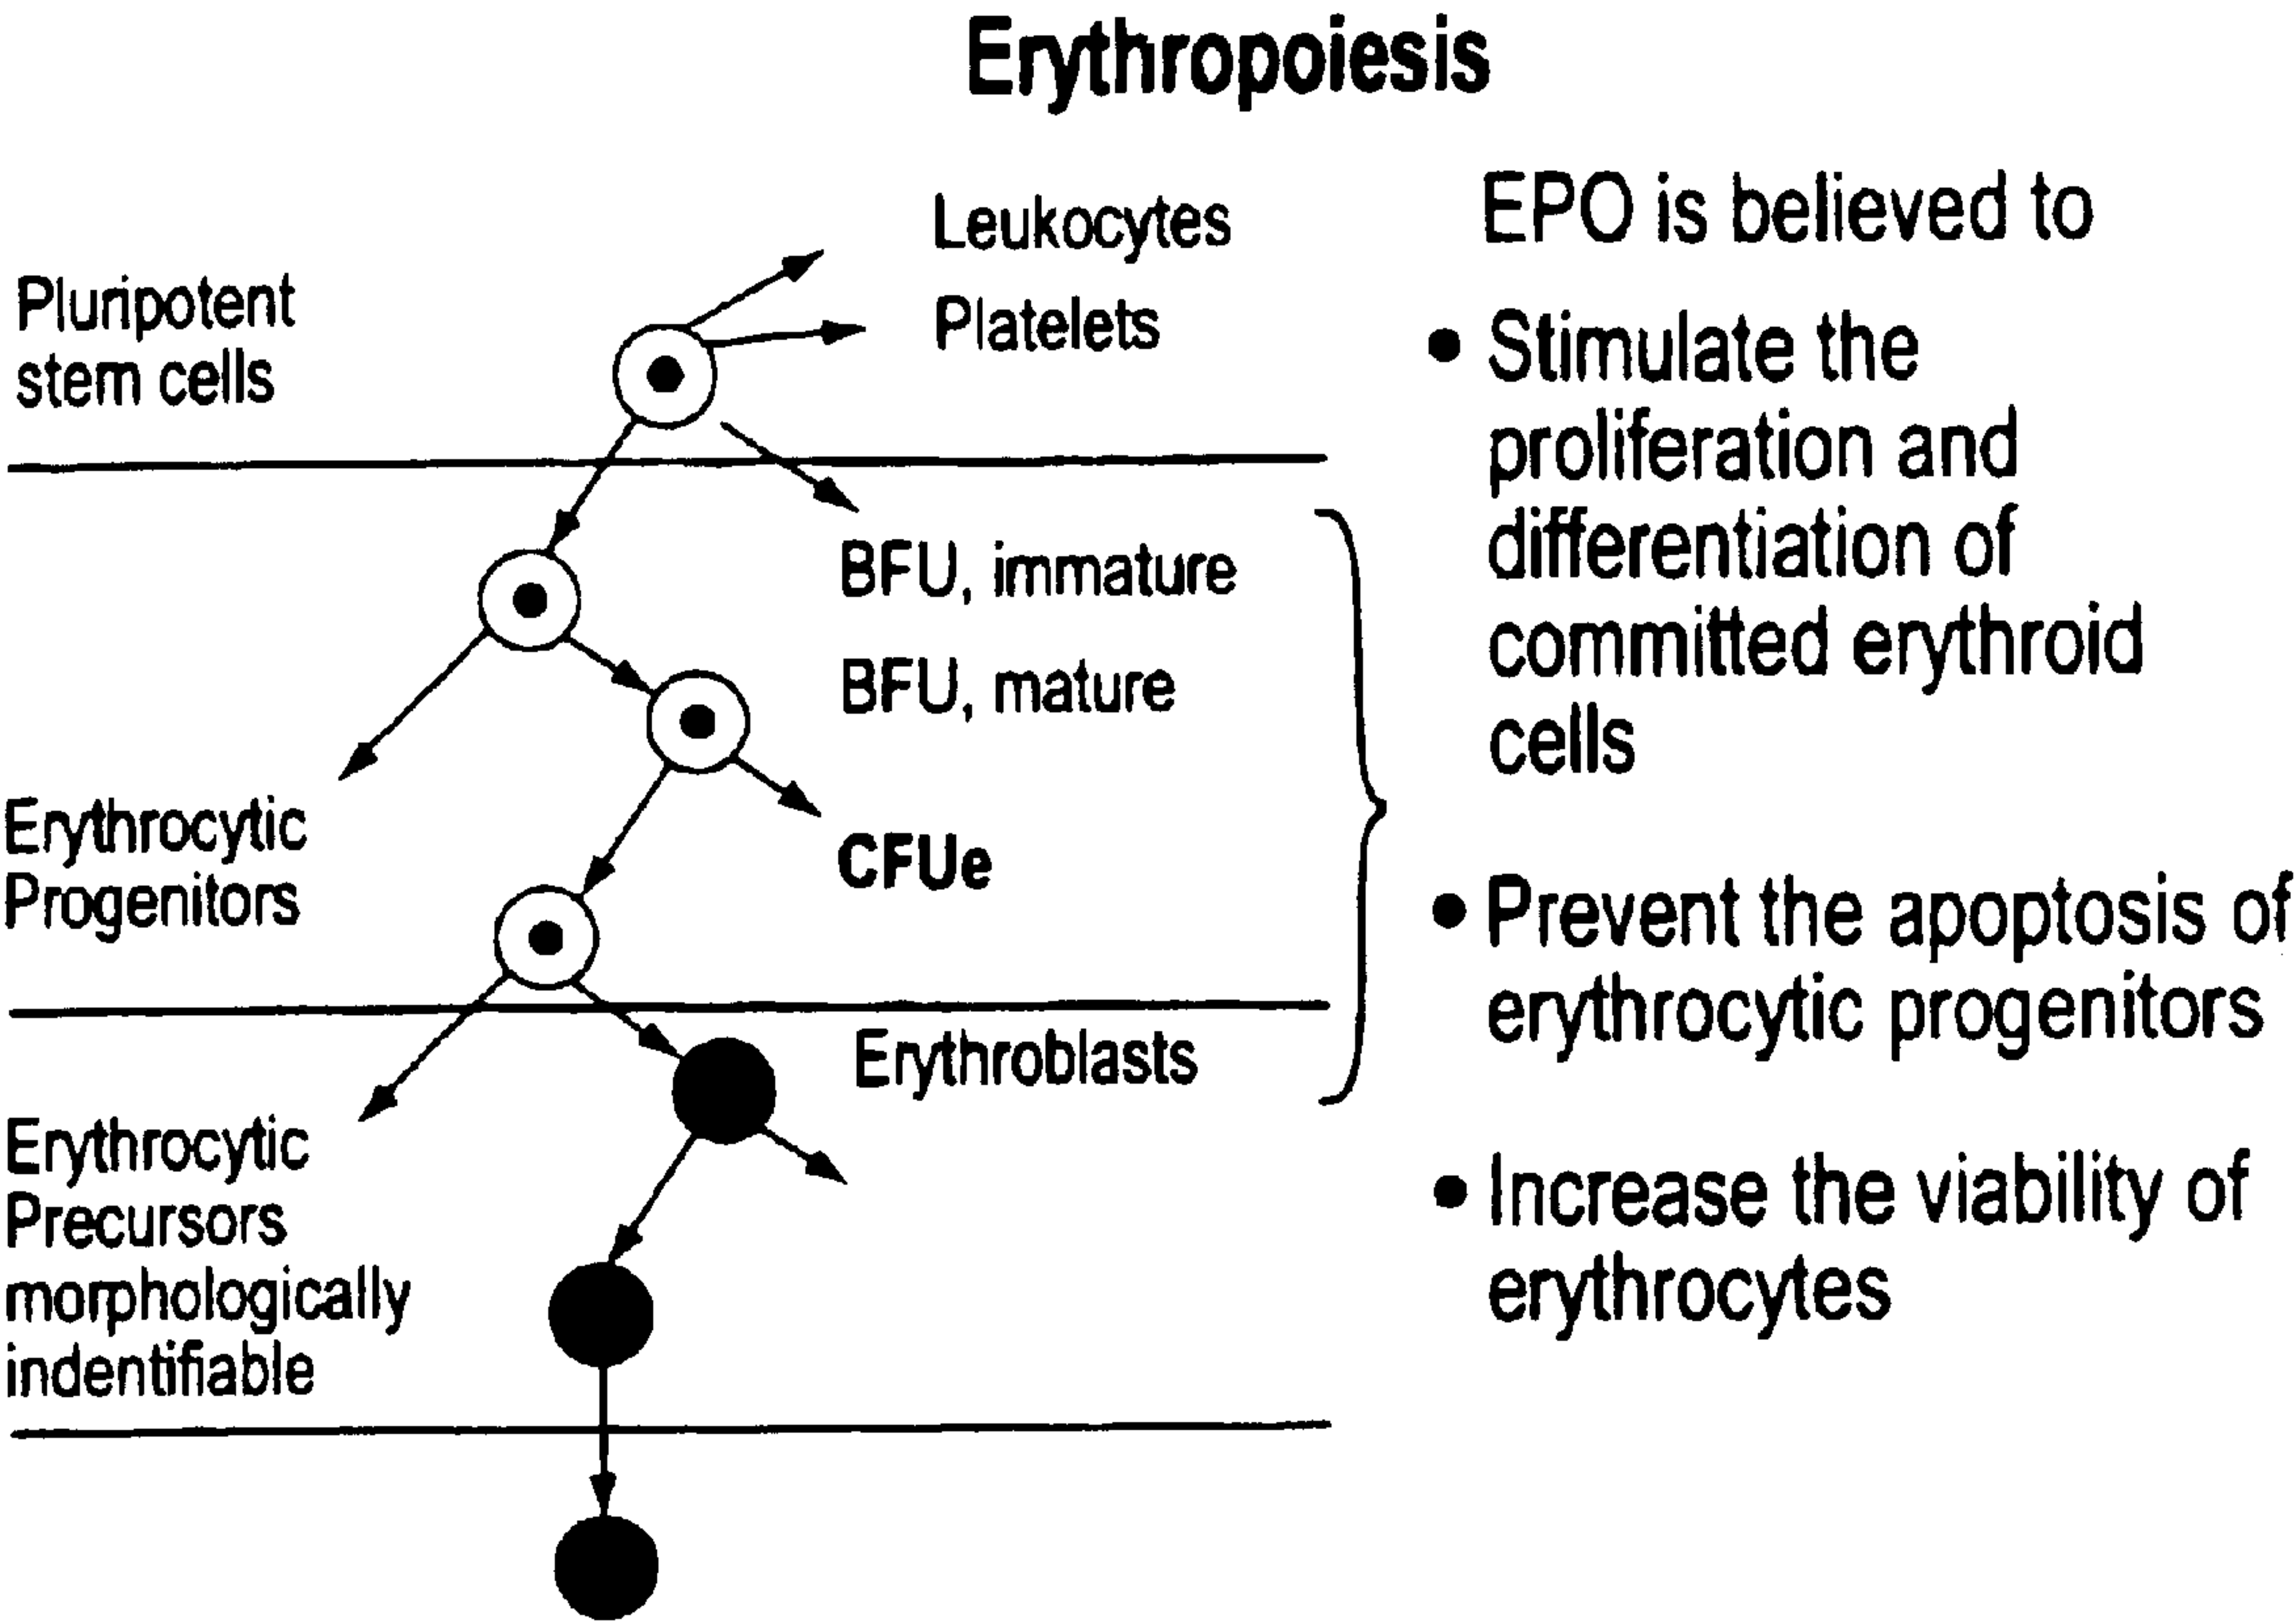 Erythropoiesis
Leukocytes
Platelets
Pluripotent
stem cells
BFU, immature
BFU, mature
CFUe
Erythrocytic
Progenitors
Erythroblasts
Erythrocytic
Precursors
morphologically
indentifiable
EPO is believed to
● Stimulate the
proliferation and
differentiation of
committed erythroid
cells
● Prevent the apoptosis of
erythrocytic progenitors
● Increase the viability of
erythrocytes